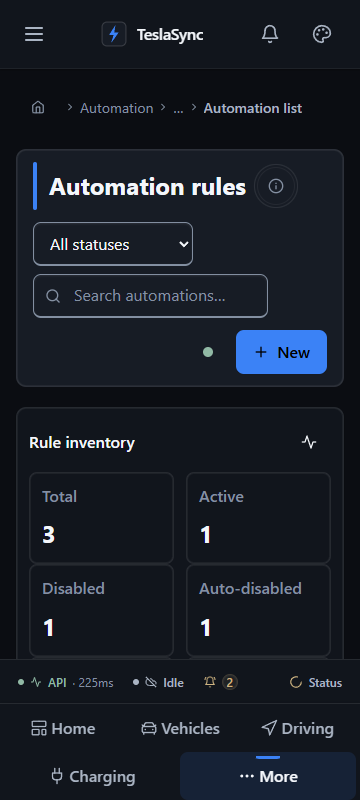 TeslaSync
Automation ... Automation list
Automation rules
All statuses
Search automations...
New
Rule inventory
Total
Active
3
1
Disabled
Auto-disabled
1
1
API · 225ms Idle 2 Status
Home Vehicles Driving
Charging More